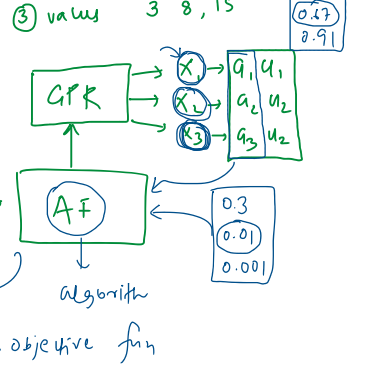 ③ values 3 8, 15
0.67
0.91
GPR
x1 a1 u1
x2 a2 u2
x3 a3 u2
AF
0.3
0.01
0.001
algorith
objective fun